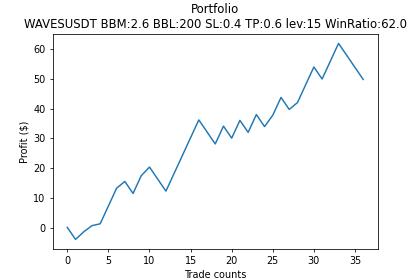 Portfolio
WAVESUSDT BBM:2.6 BBL:200 SL:0.4 TP:0.6 lev:15 WinRatio:62.0
60
50
40
30
20
10
0
Profit ($)
0 5 10 15 20 25 30 35
Trade counts